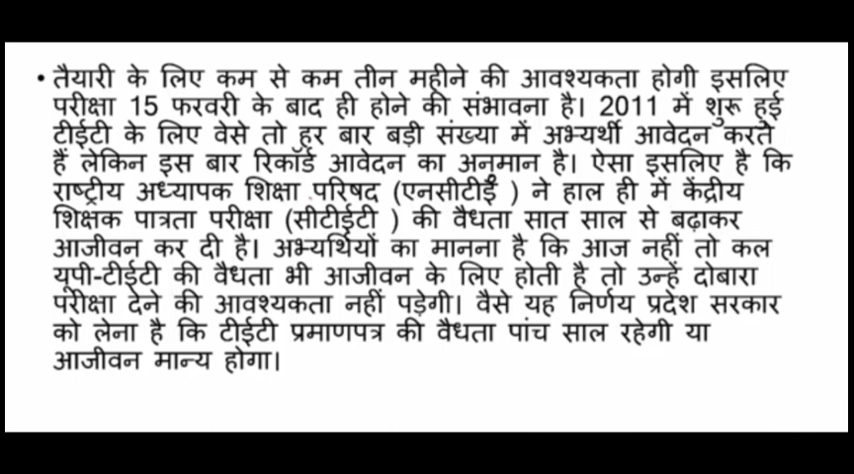 • तैयारी के लिए कम से कम तीन महीने की आवश्यकता होगी इसलिए
परीक्षा 15 फरवरी के बाद ही होने की संभावना है। 2011 में शुरू हुई
टीईटी के लिए वेसे तो हर बार बड़ी संख्या में अभ्यर्थी आवेदन करते
हैं लेकिन इस बार रिकॉर्ड आवेदन का अनुमान है। ऐसा इसलिए है कि
राष्ट्रीय अध्यापक शिक्षा परिषद (एनसीटीई ) ने हाल ही में केंद्रीय
शिक्षक पात्रता परीक्षा (सीटीईटी ) की वैधता सात साल से बढ़ाकर
आजीवन कर दी है। अभ्यर्थियों का मानना है कि आज नहीं तो कल
यूपी-टीईटी की वैधता भी आजीवन के लिए होती है तो उन्हें दोबारा
परीक्षा देने की आवश्यकता नहीं पड़ेगी। वैसे यह निर्णय प्रदेश सरकार
को लेना है कि टीईटी प्रमाणपत्र की वैधता पांच साल रहेगी या
आजीवन मान्य होगा।